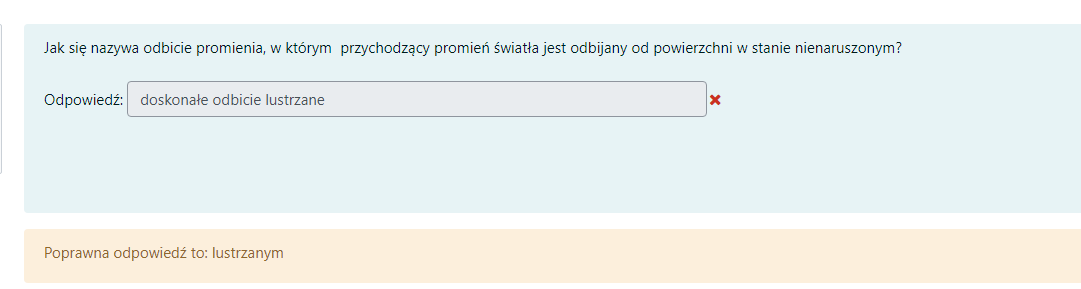 Jak się nazywa odbicie promienia, w którym  przychodzący promień światła jest odbijany od powierzchni w stanie nienaruszonym?
Odpowiedź: doskonałe odbicie lustrzane
Poprawna odpowiedź to: lustrzanym